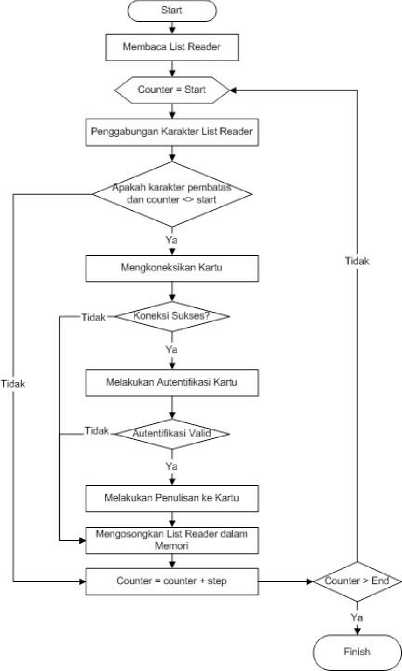 Start
Membaca List Reader
Counter = Start
Penggabungan Karakter List Reader
Apakah karakter pembatas
dan counter <> start
Ya
Tidak
Mengkoneksikan Kartu
Tidak
Koneksi Sukses?
Ya
Tidak
Melakukan Autentifikasi Kartu
Tidak
Autentifikasi Valid
Ya
Melakukan Penulisan ke Kartu
Mengosongkan List Reader dalam
Memori
Counter = counter + step
Counter > End
Ya
Finish